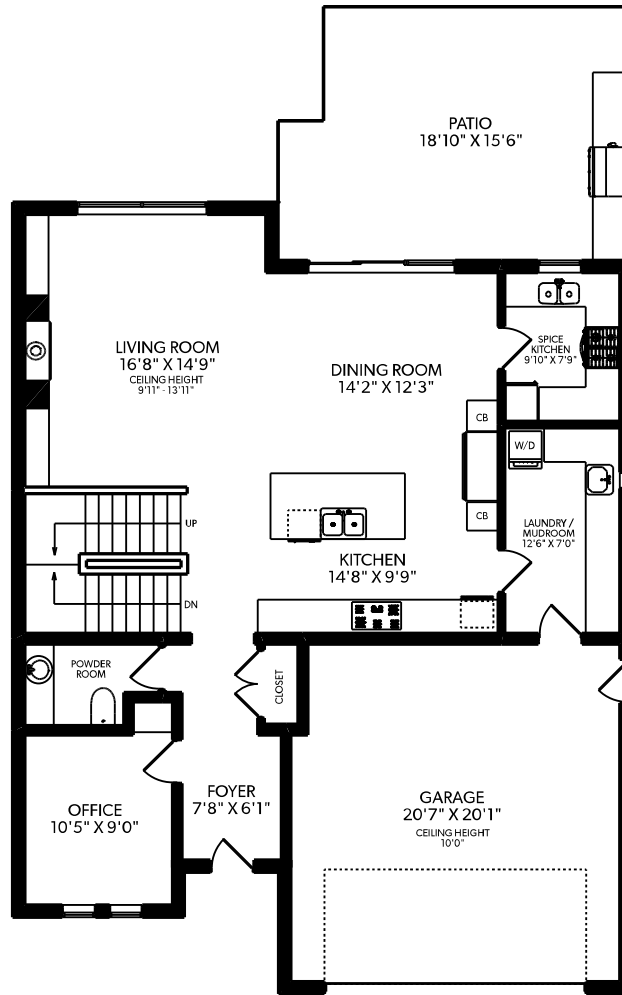 PATIO
18'10" X 15'6"
LIVING ROOM
16'8" X 14'9"
CEILING HEIGHT
9'11" - 13'11"
DINING ROOM
14'2" X 12'3"
SPICE
KITCHEN
9'10" X 7'9"
CB
W/D
CB
UP
LAUNDRY /
MUDROOM
12'6" X 7'0"
KITCHEN
14'8" X 9'9"
DN
POWDER
ROOM
CLOSET
FOYER
7'8" X 6'1"
OFFICE
10'5" X 9'0"
GARAGE
20'7" X 20'1"
CEILING HEIGHT
10'0"